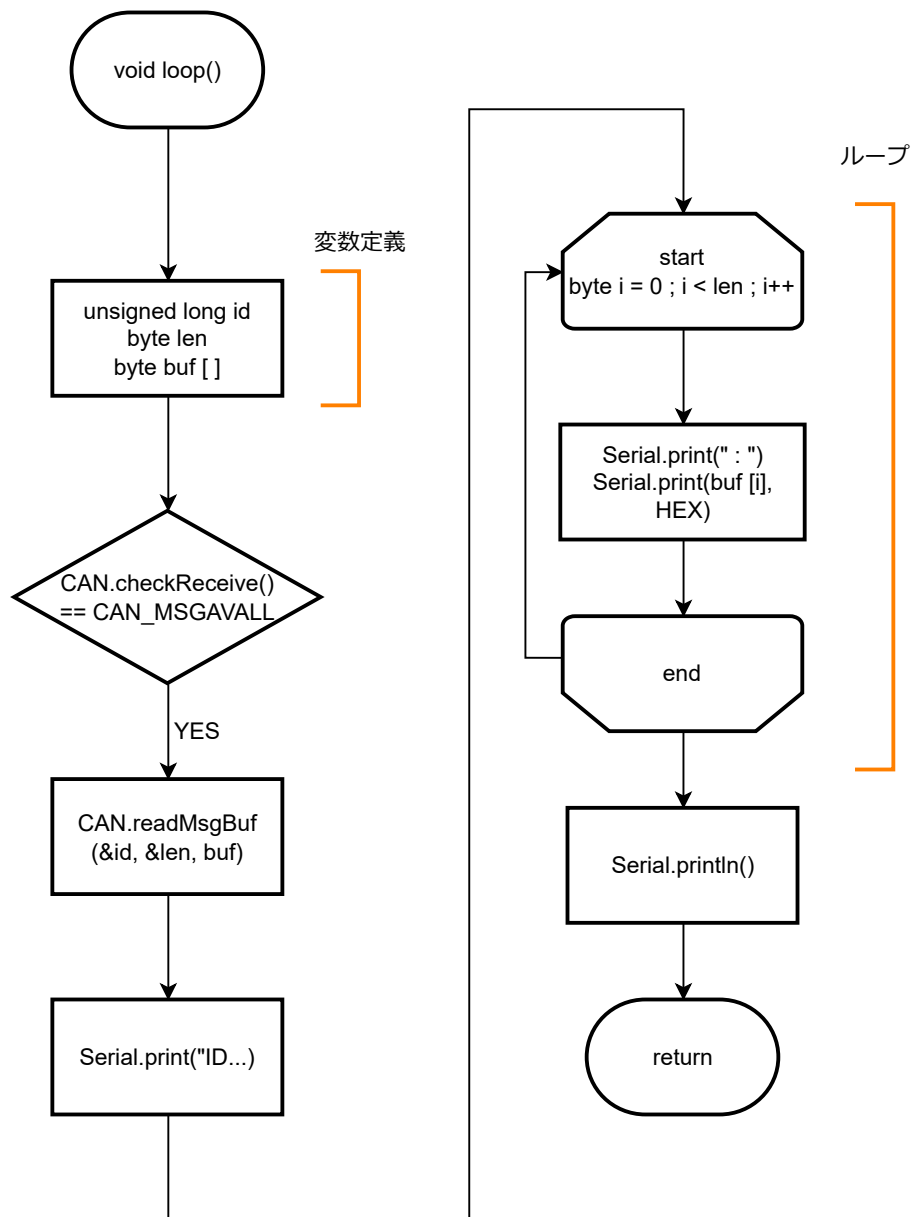 void loop()
変数定義
unsigned long id
byte len
byte buf [ ]
CAN.checkReceive()
== CAN_MSGAVALL
YES
CAN.readMsgBuf
(&id, &len, buf)
Serial.print("ID...)
ループ
start
byte i = 0 ; i < len ; i++
Serial.print(" : ")
Serial.print(buf [i],
HEX)
end
Serial.println()
return